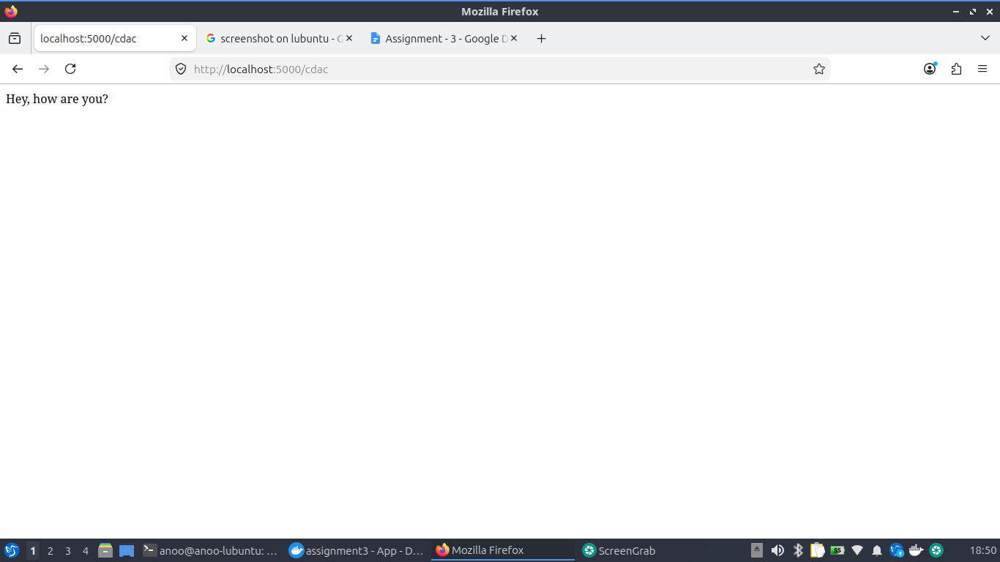 Mozilla Firefox
localhost:5000/cdac
screenshot on lubuntu -
Assignment - 3 - Google
http://localhost:5000/cdac
Hey, how are you?
1 2 3 4 anoo@anoo-lubuntu: ... assignment3 - App - D... Mozilla Firefox ScreenGrab 55 18:50